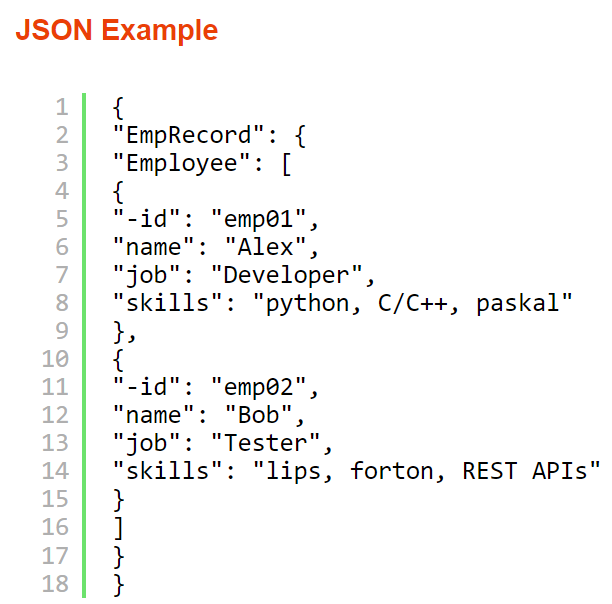 JSON Example
1 {
2 "EmpRecord": {
3 "Employee": [
4 {
5 "-id": "emp01",
6 "name": "Alex",
7 "job": "Developer",
8 "skills": "python, C/C++, paskal"
9 },
10 {
11 "-id": "emp02",
12 "name": "Bob",
13 "job": "Tester",
14 "skills": "lips, forton, REST APIs"
15 }
16 ]
17 }
18 }